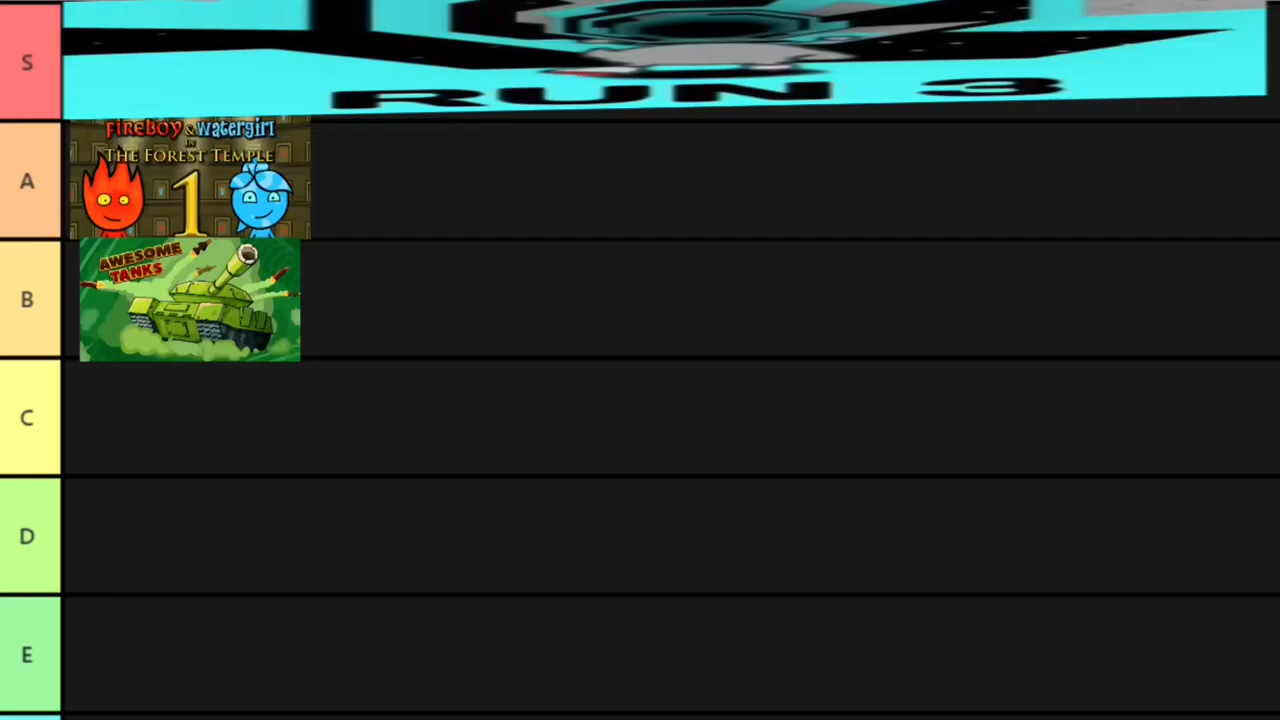 S
RUN 3
A
FIREBOY & WATERGIRL
IN
THE FOREST TEMPLE
1
B
AWESOME
TANKS
C
D
E